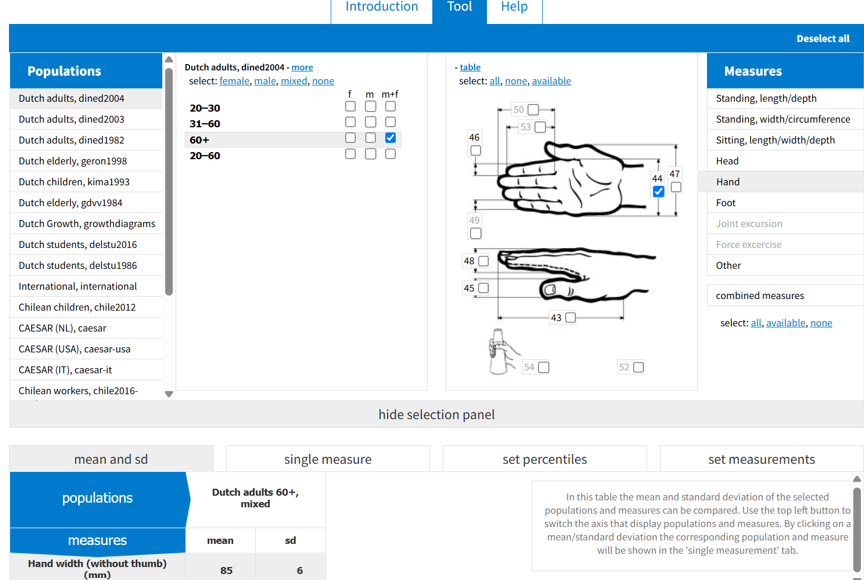 Introduction
Tool
Help
Deselect all
Populations
Dutch adults, dined2004
Dutch adults, dined2003
Dutch adults, dined1982
Dutch elderly, geron1998
Dutch children, kima1993
Dutch elderly, gdvv1984
Dutch Growth, growthdiagrams
Dutch students, delstu2016
Dutch students, delstu1986
International, international
Chilean children, chile2012
CAESAR (NL), caesar
CAESAR (USA), caesar-usa
CAESAR (IT), caesar-it
Chilean workers, chile2016-
Dutch adults, dined2004 - more
select: female, male, mixed, none
f m m+f
20–30
31–60
60+
20–60
- table
select: all, none, available
50
53
46
47
44
49
48
45
43
54
52
Measures
Standing, length/depth
Standing, width/circumference
Sitting, length/width/depth
Head
Hand
Foot
Joint excursion
Force excercise
Other
combined measures
select: all, available, none
hide selection panel
mean and sd
single measure
set percentiles
set measurements
populations
Dutch adults 60+,
mixed
measures
mean
sd
Hand width (without thumb)
(mm)
85
6
In this table the mean and standard deviation of the selected
populations and measures can be compared. Use the top left button to
switch the axis that display populations and measures. By clicking on a
mean/standard deviation the corresponding population and measure
will be shown in the 'single measurement' tab.